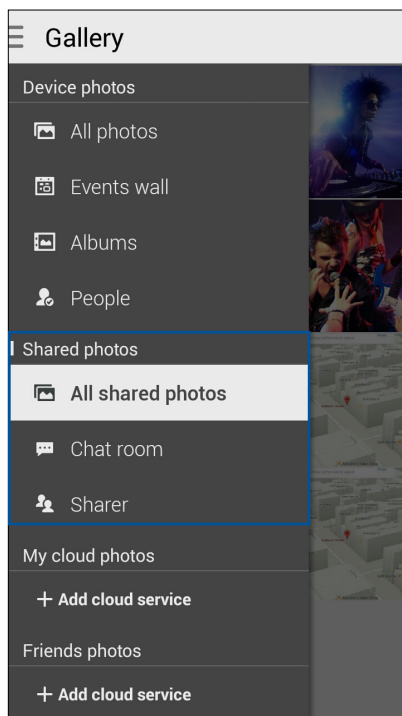 Gallery
Device photos
All photos
Events wall
Albums
People
Shared photos
All shared photos
Chat room
Sharer
My cloud photos
+ Add cloud service
Friends photos
+ Add cloud service